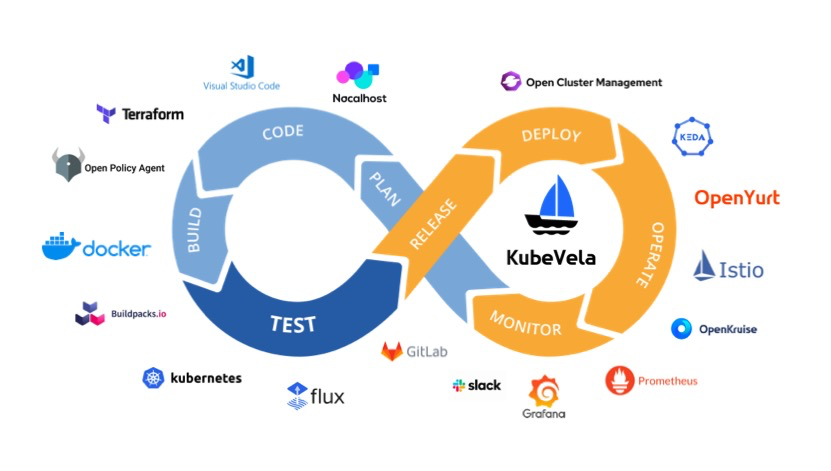 Visual Studio Code
Nocalhost
Open Cluster Management
Terraform
CODE
DEPLOY
KEDA
Open Policy Agent
PLAN
OpenYurt
BUILD
RELEASE
OPERATE
docker
KubeVela
Istio
Buildpacks.io
TEST
MONITOR
OpenKruise
GitLab
kubernetes
flux
slack
Grafana
Prometheus